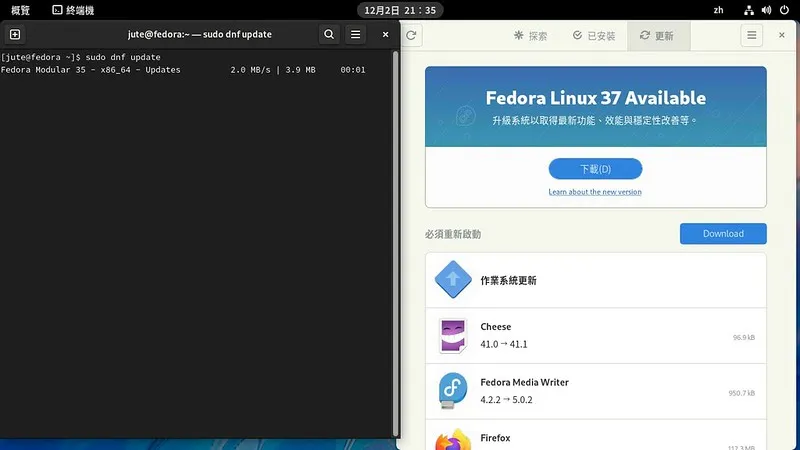 概覽
終端機
12月2日 21：35
zh
jute@fedora:~ — sudo dnf update
[jute@fedora ~]$ sudo dnf update
Fedora Modular 35 - x86_64 - Updates 2.0 MB/s | 3.9 MB 00:01
探索
已安裝
更新
Fedora Linux 37 Available
升級系統以取得最新功能、效能與穩定性改善等。
下載(D)
Learn about the new version
必須重新啟動
Download
作業系統更新
Cheese
41.0 → 41.1
96.9 kB
Fedora Media Writer
4.2.2 → 5.0.2
950.7 kB
Firefox
117.3 MB